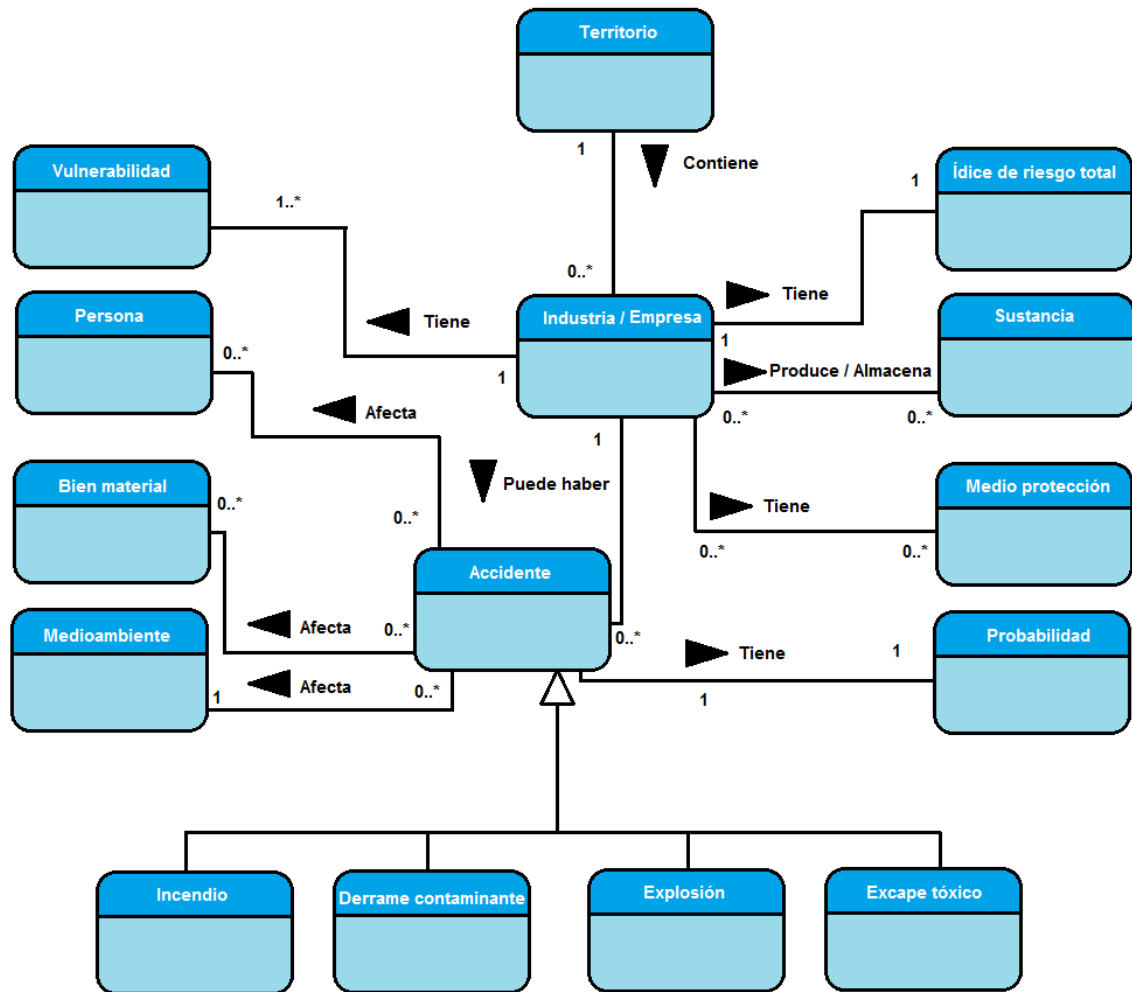 Territorio
1
Contiene
0..*
Vulnerabilidad
1..*
Ídice de riesgo total
1
Tiene
1
Persona
0..*
Tiene
1
Industria / Empresa
Sustancia
Produce / Almacena
0..*
0..*
Afecta
1
Puede haber
0..*
Bien material
0..*
Medio protección
Tiene
0..*
0..*
Accidente
0..*
Medioambiente
Afecta
0..*
Afecta
1
0..*
Probabilidad
Tiene
1
1
Incendio
Derrame contaminante
Explosión
Excape tóxico